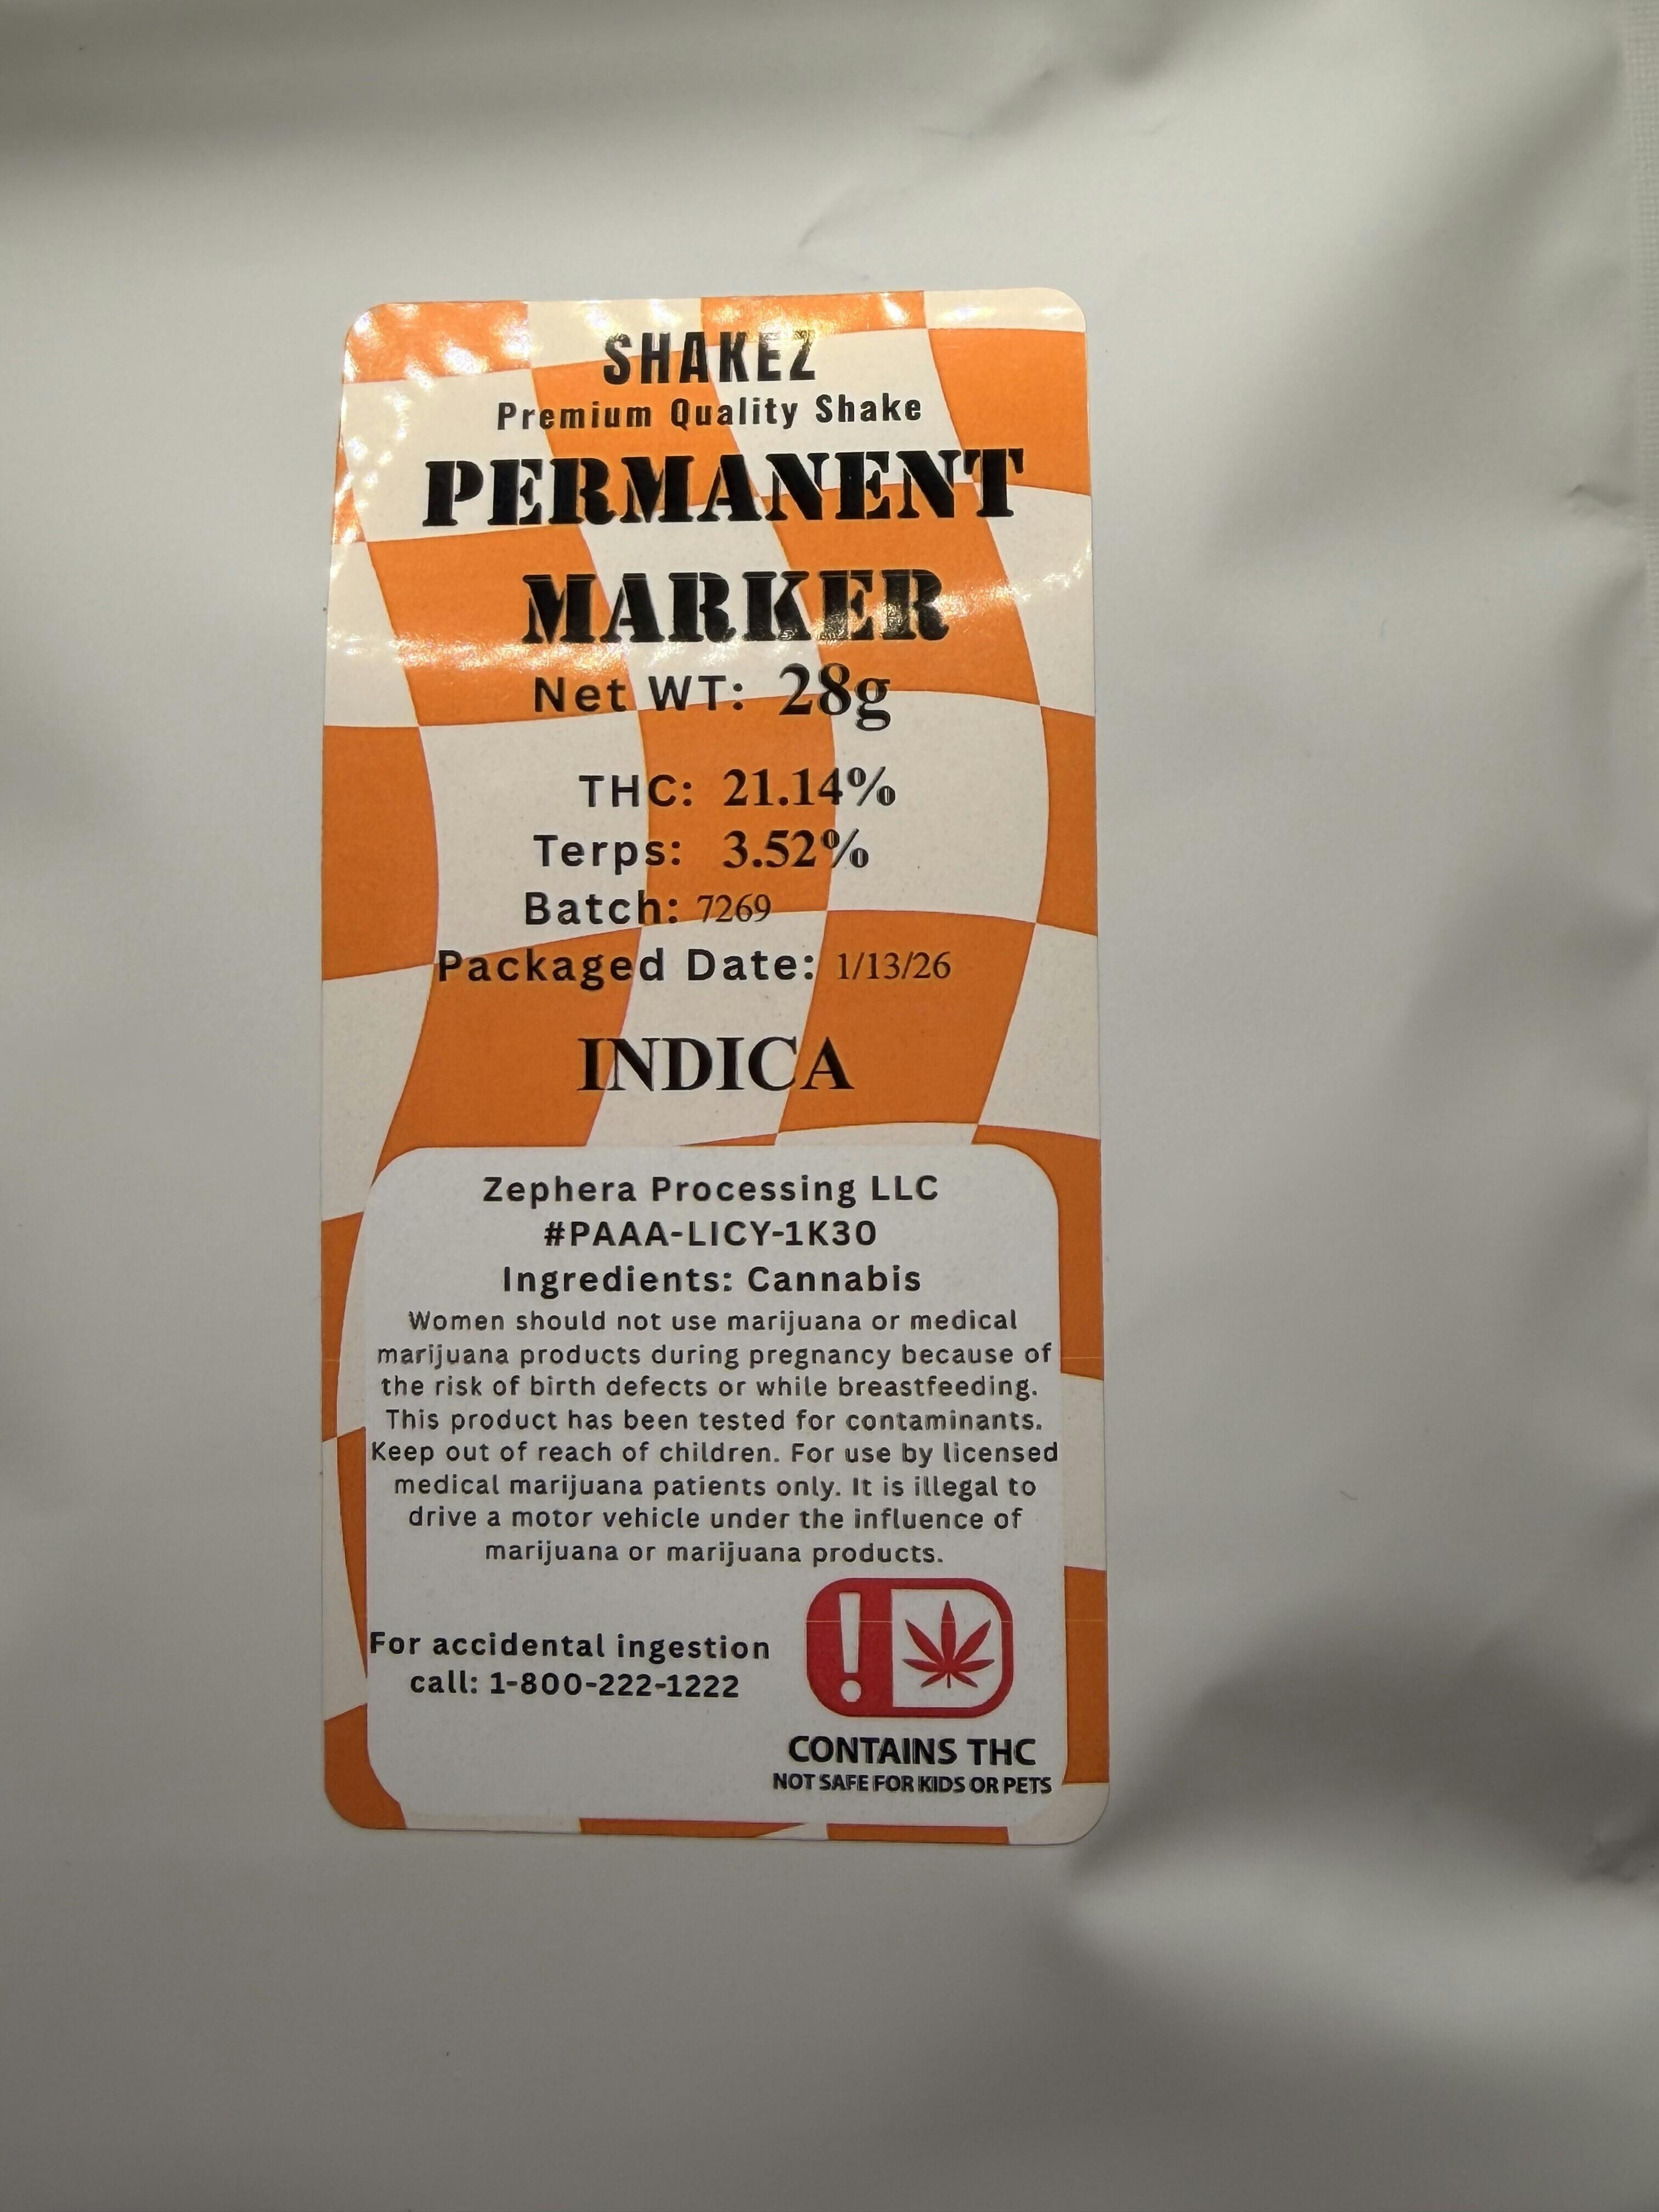 SHAKEZ
Premium Quality Shake
PERMANENT
MARKER
Net WT: 28g
THC: 21.14%
Terps: 3.52%
Batch: 7269
Packaged Date: 1/13/26
INDICA
Zephera Processing LLC
#PAAA-LICY-1K30
Ingredients: Cannabis
Women should not use marijuana or medical
marijuana products during pregnancy because of
the risk of birth defects or while breastfeeding.
This product has been tested for contaminants.
Keep out of reach of children. For use by licensed
medical marijuana patients only. It is illegal to
drive a motor vehicle under the influence of
marijuana or marijuana products.
For accidental ingestion
call: 1-800-222-1222
!
CONTAINS THC
NOT SAFE FOR KIDS OR PETS